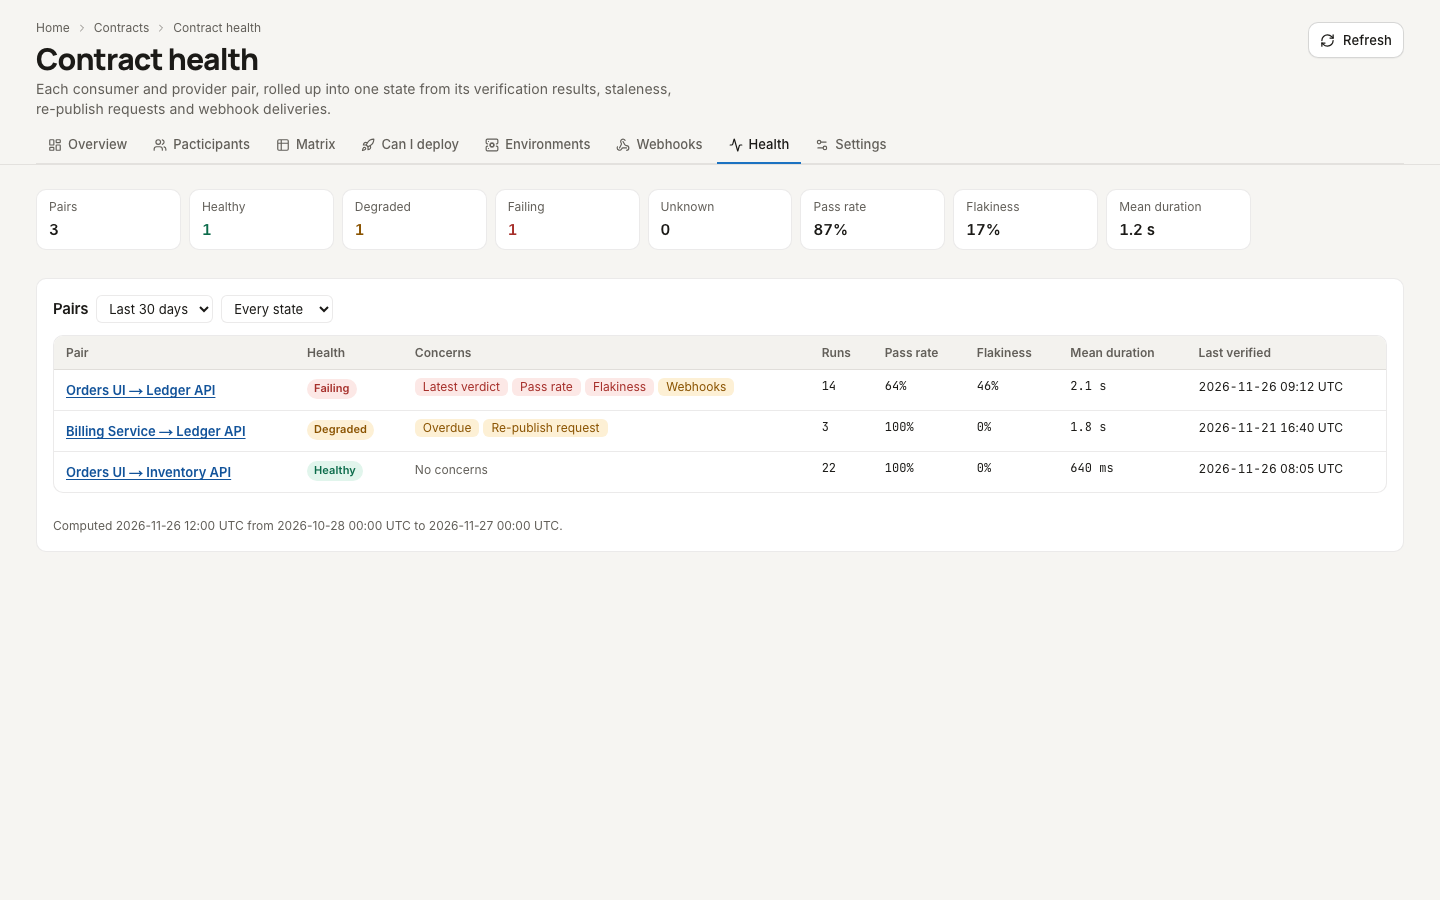 Home > Contracts > Contract health
Contract health
Refresh
Each consumer and provider pair, rolled up into one state from its verification results, staleness,
re-publish requests and webhook deliveries.
Overview Pacticipants Matrix Can I deploy Environments Webhooks Health Settings
Pairs Healthy Degraded Failing Unknown Pass rate Flakiness Mean duration
3 1 1 1 0 87% 17% 1.2 s
Pairs Last 30 days Every state
Pair Health Concerns Runs Pass rate Flakiness Mean duration Last verified
Orders UI → Ledger API Failing Latest verdict Pass rate Flakiness Webhooks 14 64% 46% 2.1 s 2026-11-26 09:12 UTC
Billing Service → Ledger API Degraded Overdue Re-publish request 3 100% 0% 1.8 s 2026-11-21 16:40 UTC
Orders UI → Inventory API Healthy No concerns 22 100% 0% 640 ms 2026-11-26 08:05 UTC
Computed 2026-11-26 12:00 UTC from 2026-10-28 00:00 UTC to 2026-11-27 00:00 UTC.